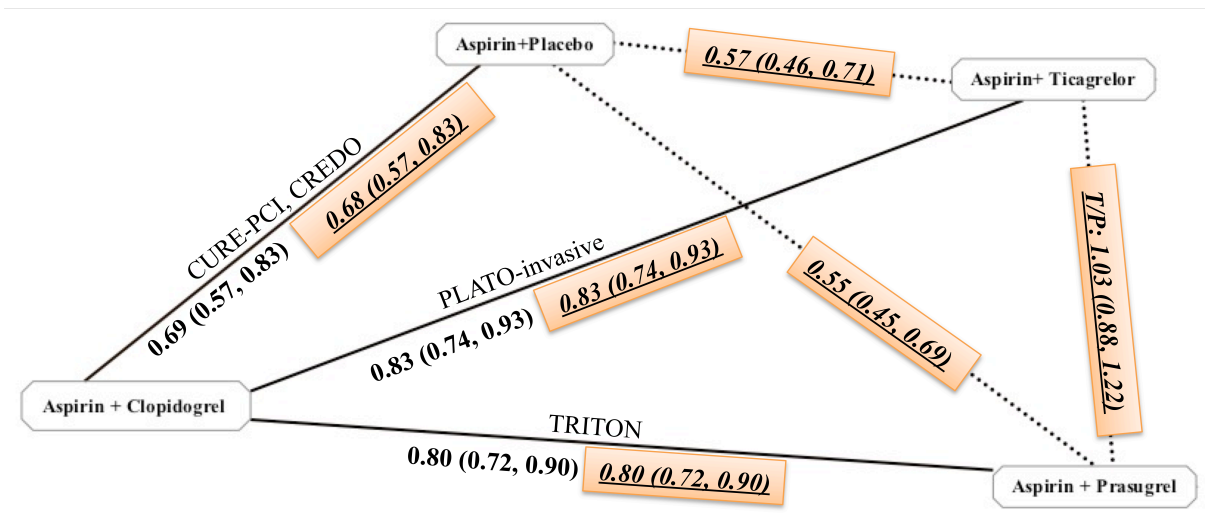 Aspirin+Placebo
0.57 (0.46, 0.71)
Aspirin+ Ticagrelor
CURE-PCI, CREDO
0.69 (0.57, 0.83)
0.68 (0.57, 0.83)
PLATO-invasive
0.83 (0.74, 0.93)
0.83 (0.74, 0.93)
0.55 (0.45, 0.69)
T/P: 1.03 (0.88, 1.22)
Aspirin + Clopidogrel
TRITON
0.80 (0.72, 0.90)
0.80 (0.72, 0.90)
Aspirin + Prasugrel